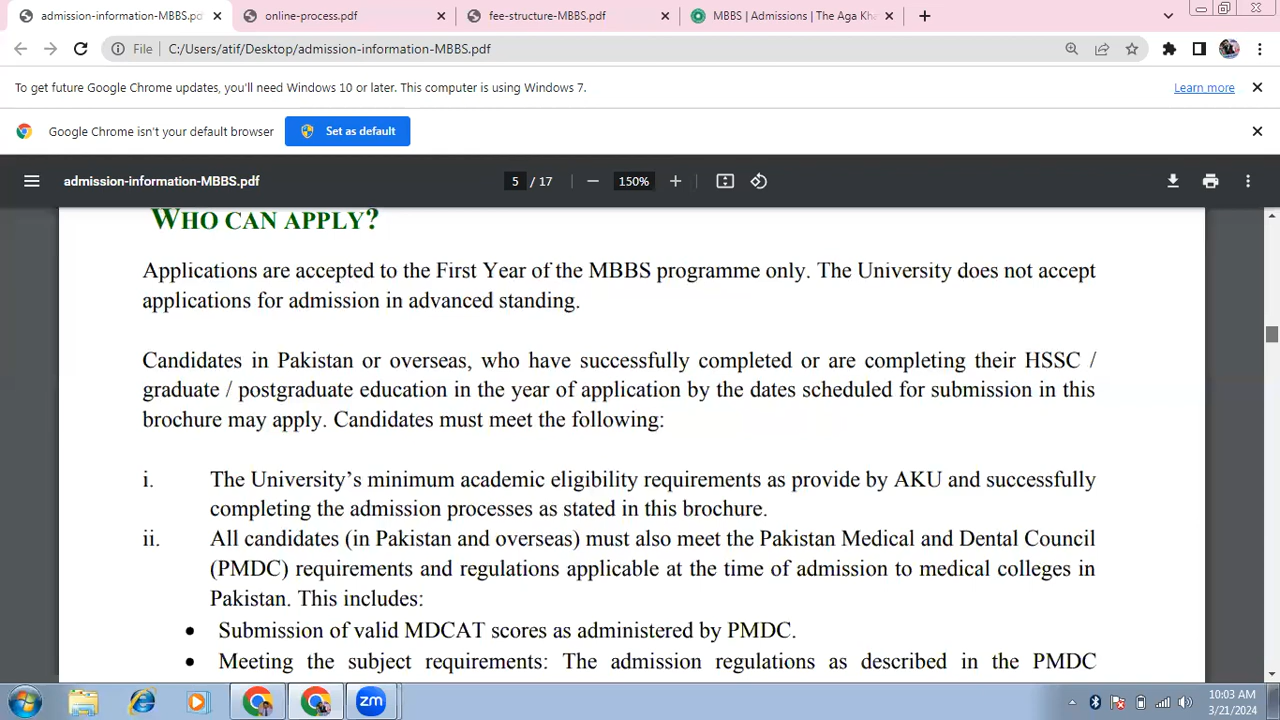 admission-information-MBBS.pdf
online-process.pdf
fee-structure-MBBS.pdf
MBBS | Admissions | The Aga Kha
File
C:/Users/atif/Desktop/admission-information-MBBS.pdf
To get future Google Chrome updates, you'll need Windows 10 or later. This computer is using Windows 7.
Learn more
Google Chrome isn't your default browser
Set as default
admission-information-MBBS.pdf
5 / 17
150%
WHO CAN APPLY?
Applications are accepted to the First Year of the MBBS programme only. The University does not accept
applications for admission in advanced standing.
Candidates in Pakistan or overseas, who have successfully completed or are completing their HSSC /
graduate / postgraduate education in the year of application by the dates scheduled for submission in this
brochure may apply. Candidates must meet the following:
i. The University's minimum academic eligibility requirements as provide by AKU and successfully
completing the admission processes as stated in this brochure.
ii. All candidates (in Pakistan and overseas) must also meet the Pakistan Medical and Dental Council
(PMDC) requirements and regulations applicable at the time of admission to medical colleges in
Pakistan. This includes:
• Submission of valid MDCAT scores as administered by PMDC.
• Meeting the subject requirements: The admission regulations as described in the PMDC
zm
10:03 AM
3/21/2024